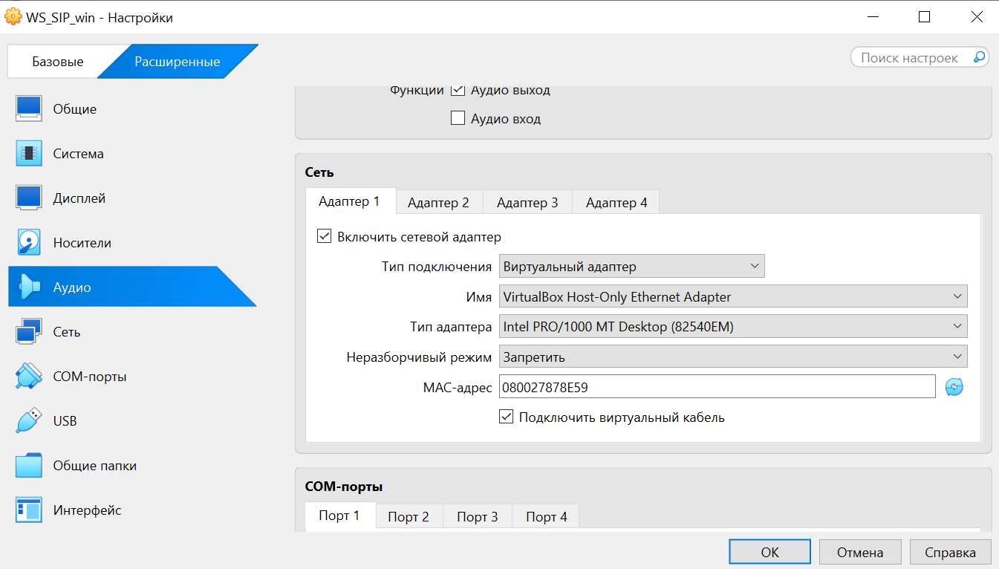 WS_SIP_win - Настройки
Базовые
Расширенные
Поиск настроек
Общие
Система
Дисплей
Носители
Аудио
Сеть
COM-порты
USB
Общие папки
Интерфейс
Функции Аудио выход
Аудио вход
Сеть
Адаптер 1 Адаптер 2 Адаптер 3 Адаптер 4
Включить сетевой адаптер
Тип подключения Виртуальный адаптер
Имя VirtualBox Host-Only Ethernet Adapter
Тип адаптера Intel PRO/1000 MT Desktop (82540EM)
Неразборчивый режим Запретить
MAC-адрес 080027878E59
Подключить виртуальный кабель
COM-порты
Порт 1 Порт 2 Порт 3 Порт 4
OK Отмена Справка